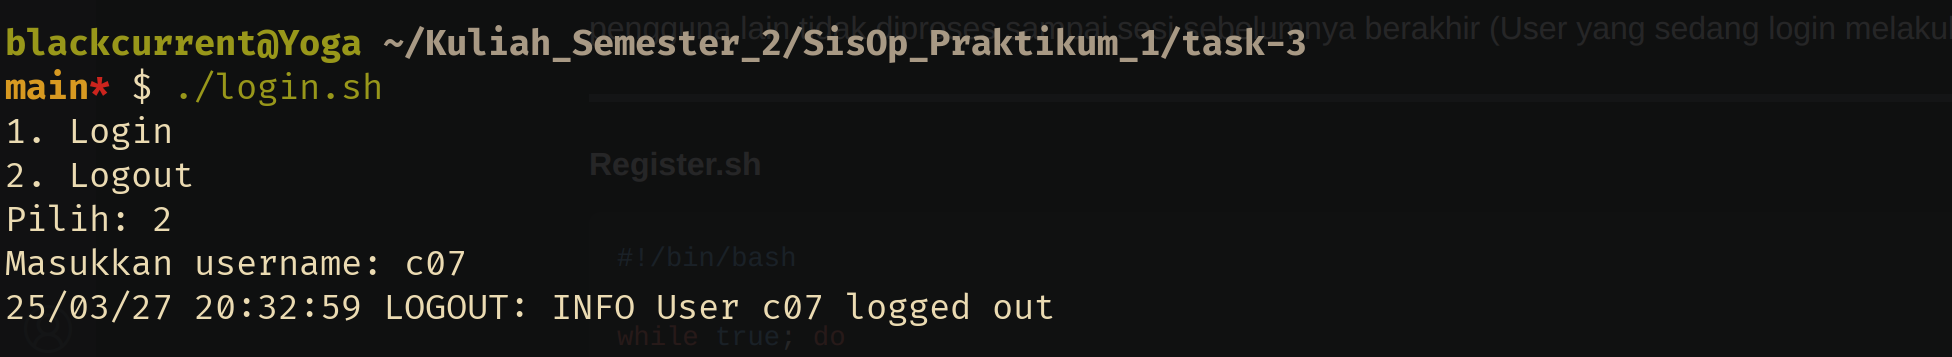 pengguna lain tidak diproses sampai sesi sebelumnya berakhir (User yang sedang login melaku
blackcurrent@Yoga ~/Kuliah_Semester_2/SisOp_Praktikum_1/task-3
main* $ ./login.sh
1. Login
2. Logout
Register.sh
Pilih: 2
#!/bin/bash
Masukkan username: c07
25/03/27 20:32:59 LOGOUT: INFO User c07 logged out
while true; do